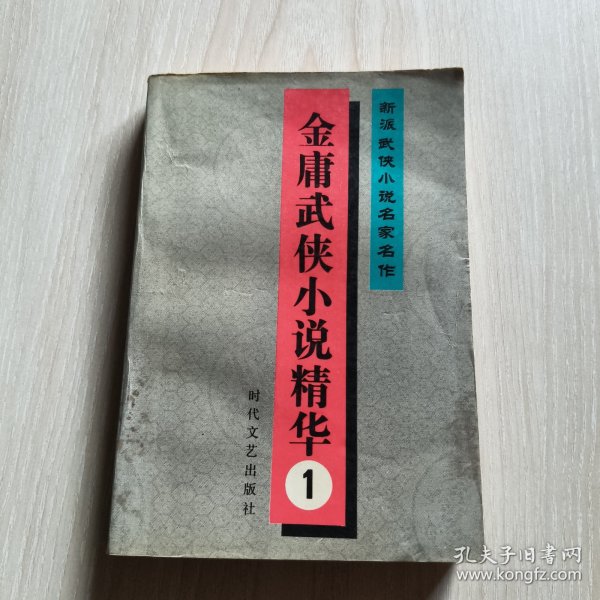 新派武侠小说名家名作
金庸武侠小说精华
1
时代文艺出版社
孔夫子旧书网
www.kongfz.com